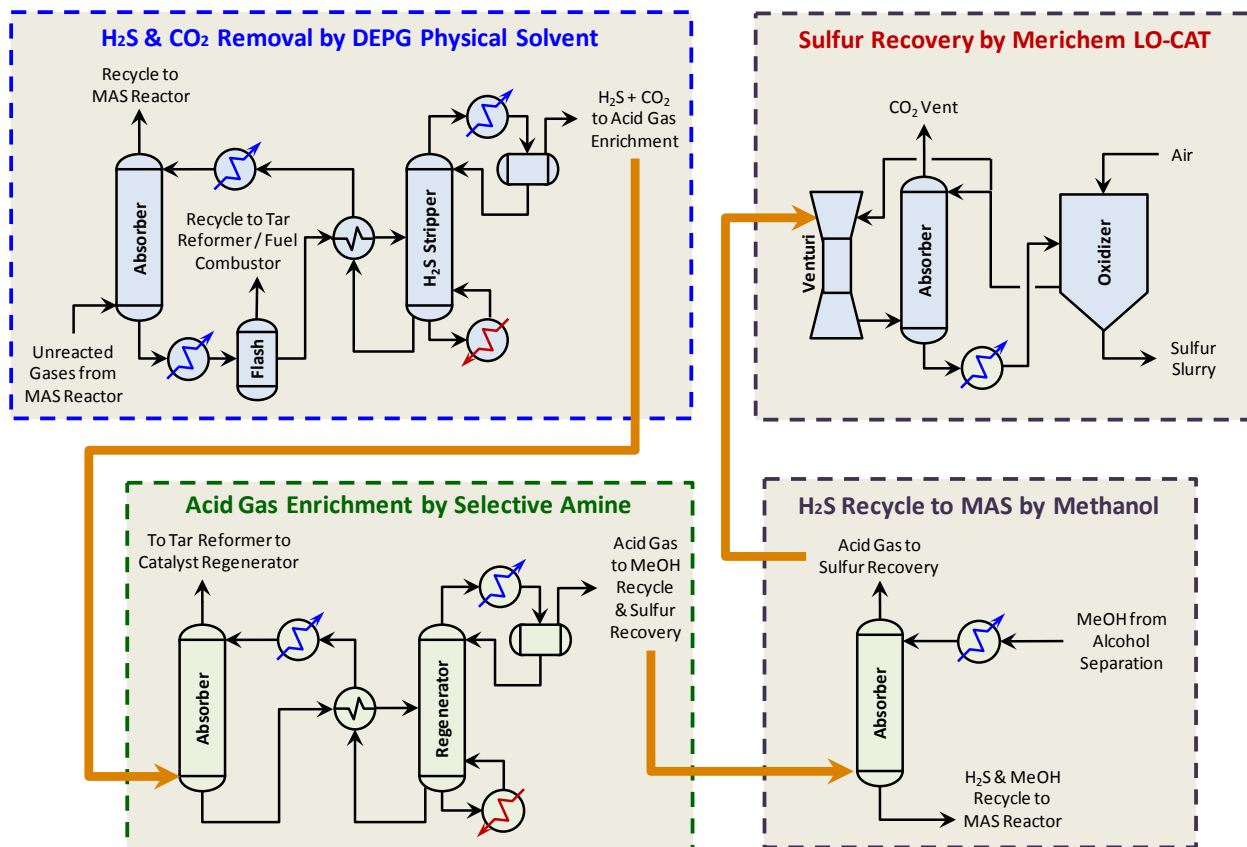 H₂S & CO₂ Removal by DEPG Physical Solvent
Recycle to
MAS Reactor
Absorber
Unreacted
Gases from
MAS Reactor
Recycle to Tar
Reformer / Fuel
Combustor
Flash
H₂S Stripper
H₂S + CO₂
to Acid Gas
Enrichment
Sulfur Recovery by Merichem LO-CAT
CO₂ Vent
Venturi
Absorber
Air
Oxidizer
Sulfur
Slurry
Acid Gas Enrichment by Selective Amine
To Tar Reformer to
Catalyst Regenerator
Absorber
Regenerator
Acid Gas
to MeOH
Recycle
& Sulfur
Recovery
H₂S Recycle to MAS by Methanol
Acid Gas to
Sulfur Recovery
Absorber
MeOH from
Alcohol
Separation
H₂S & MeOH
Recycle to
MAS Reactor